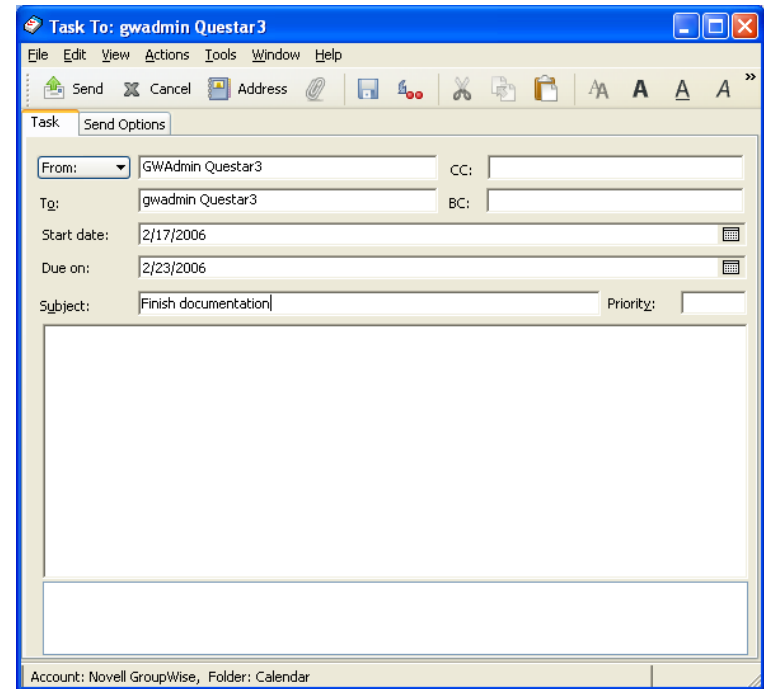 Task To: gwadmin Questar3
File Edit View Actions Tools Window Help
Send Cancel Address A A A A A »
Task Send Options
From: GWAdmin Questar3 CC:
To: gwadmin Questar3 BC:
Start date: 2/17/2006
Due on: 2/23/2006
Subject: Finish documentation Priority:
Account: Novell GroupWise, Folder: Calendar